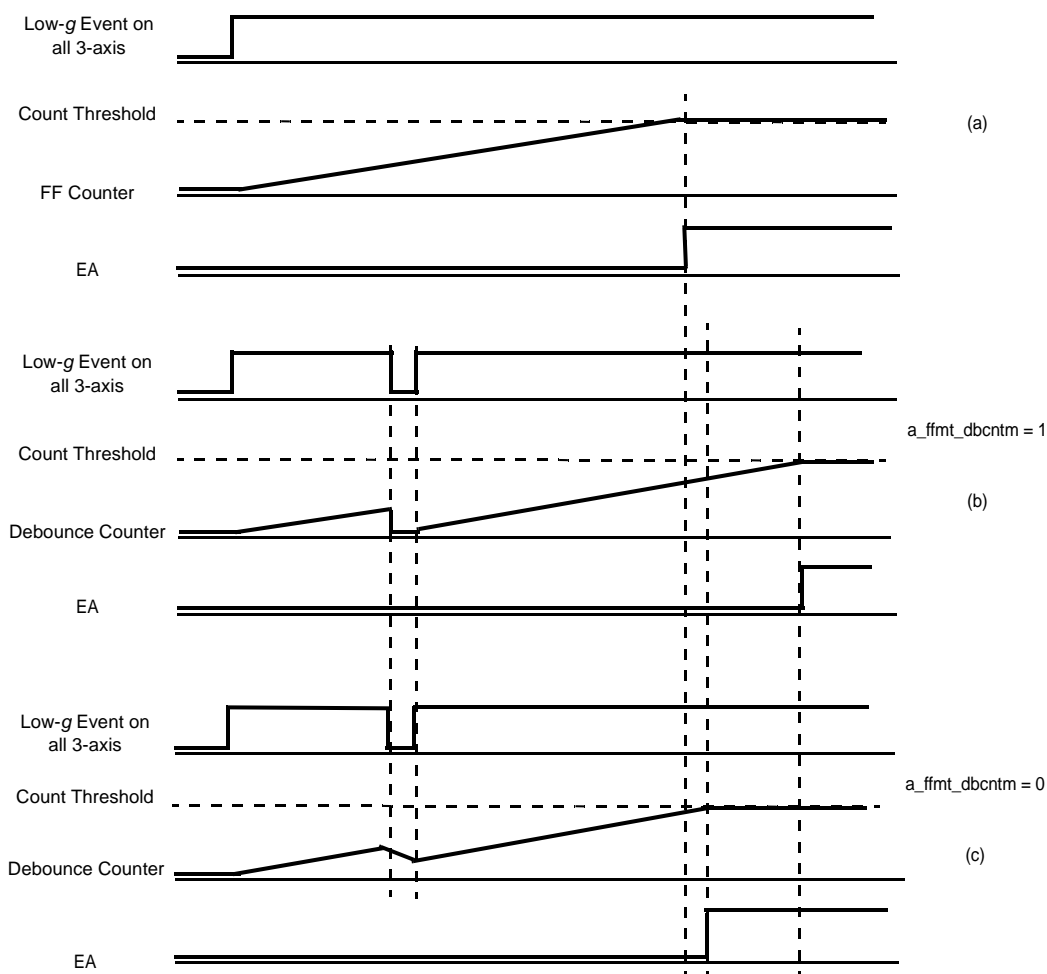 Low-g Event on
all 3-axis
Count Threshold
(a)
FF Counter
EA
Low-g Event on
all 3-axis
a_ffmt_dbcntm = 1
Count Threshold
(b)
Debounce Counter
EA
Low-g Event on
all 3-axis
a_ffmt_dbcntm = 0
Count Threshold
(c)
Debounce Counter
EA